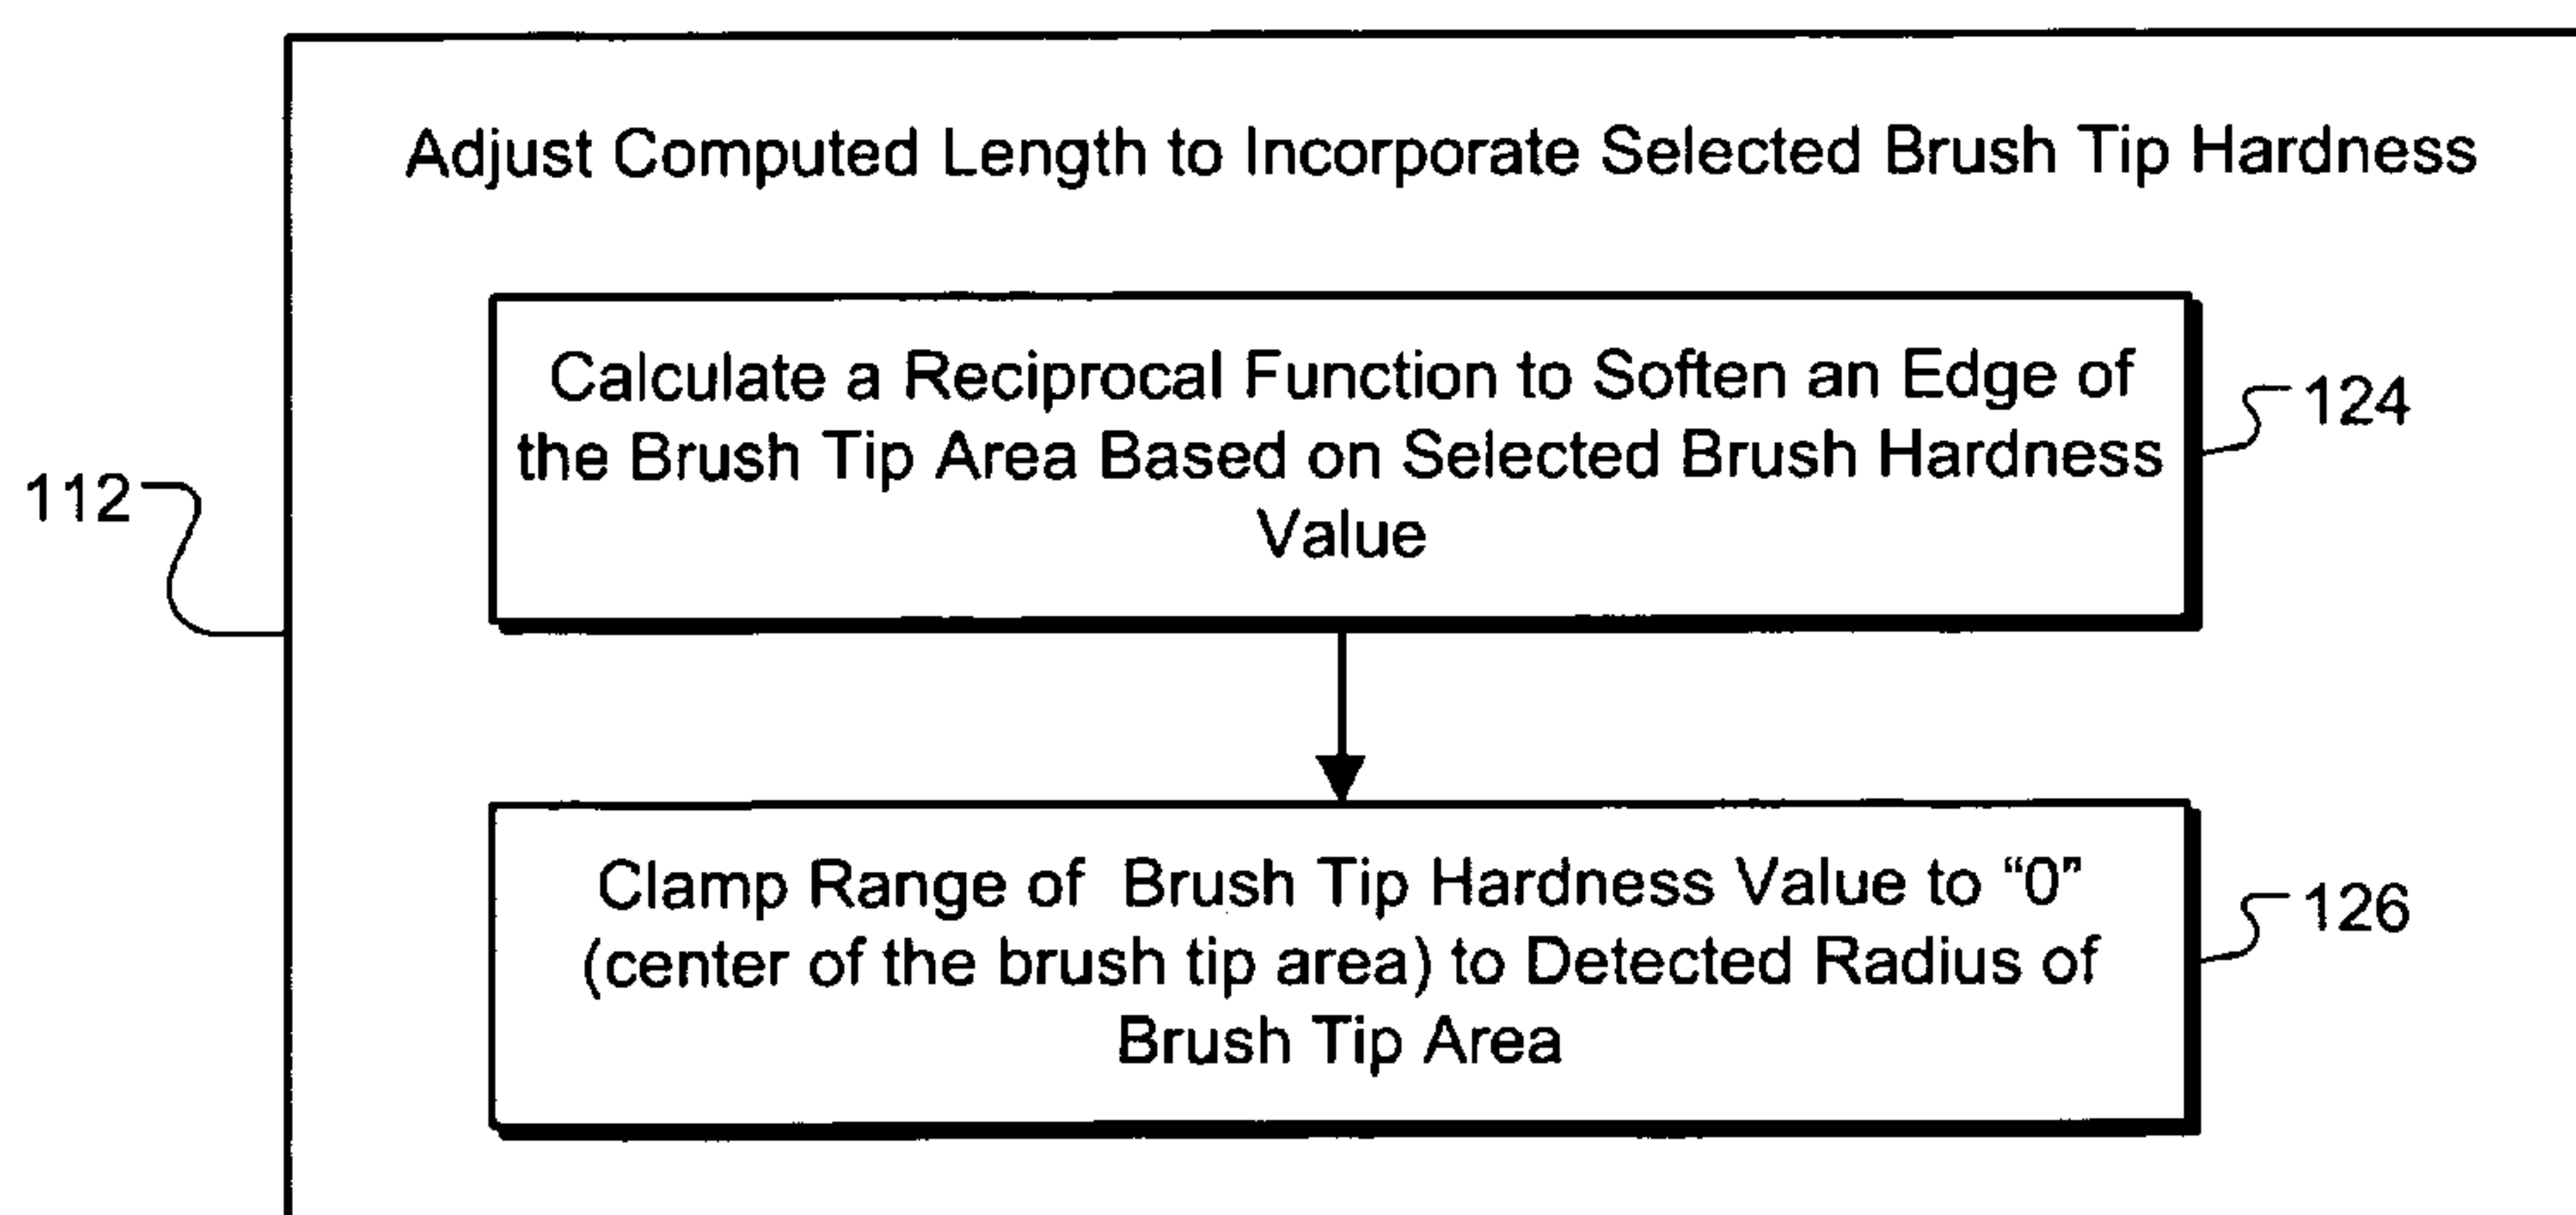 Adjust Computed Length to Incorporate Selected Brush Tip Hardness
Calculate a Reciprocal Function to Soften an Edge of
the Brush Tip Area Based on Selected Brush Hardness
Value
124
112
Clamp Range of Brush Tip Hardness Value to “0”
(center of the brush tip area) to Detected Radius of
Brush Tip Area
126